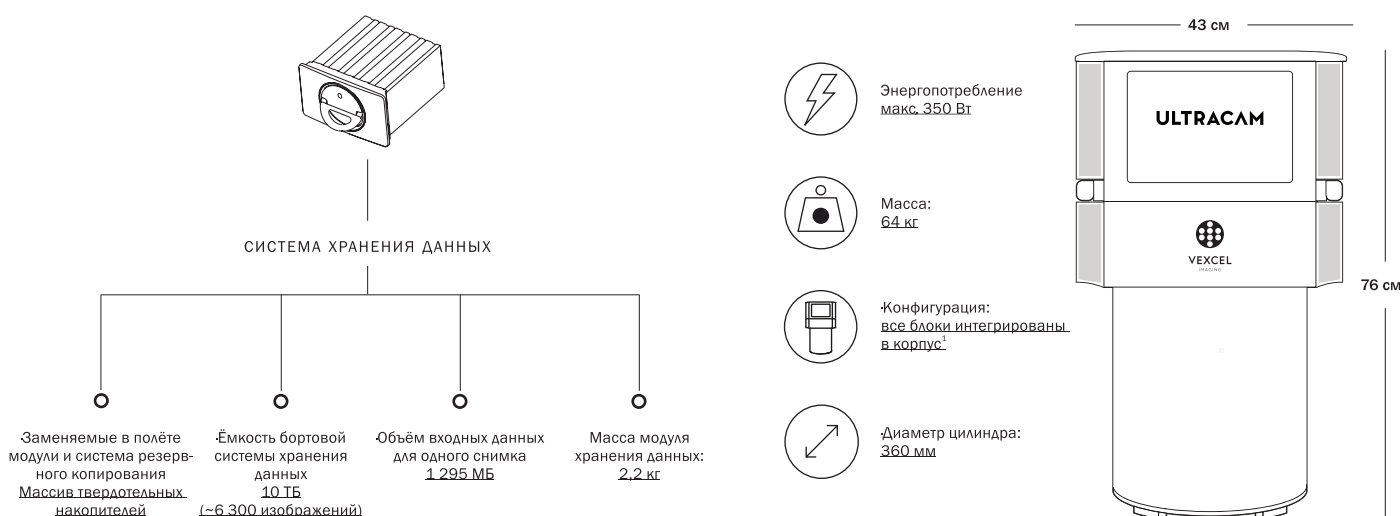 СИСТЕМА ХРАНЕНИЯ ДАННЫХ
Заменяемые в полёте
модули и система резерв-
ного копирования
Массив твердотельных
накопителей
Ёмкость бортовой
системы хранения
данных
10 ТБ
(~6 300 изображений)
Объём входных данных
для одного снимка
1 295 МБ
Масса модуля
хранения данных:
2,2 кг
Энергопотребление
макс. 350 Вт
Масса:
64 кг
Конфигурация:
все блоки интегрированы
в корпус¹
Диаметр цилиндра:
360 мм
43 см
ULTRACAM
VEXCEL
IMAGING
76 см